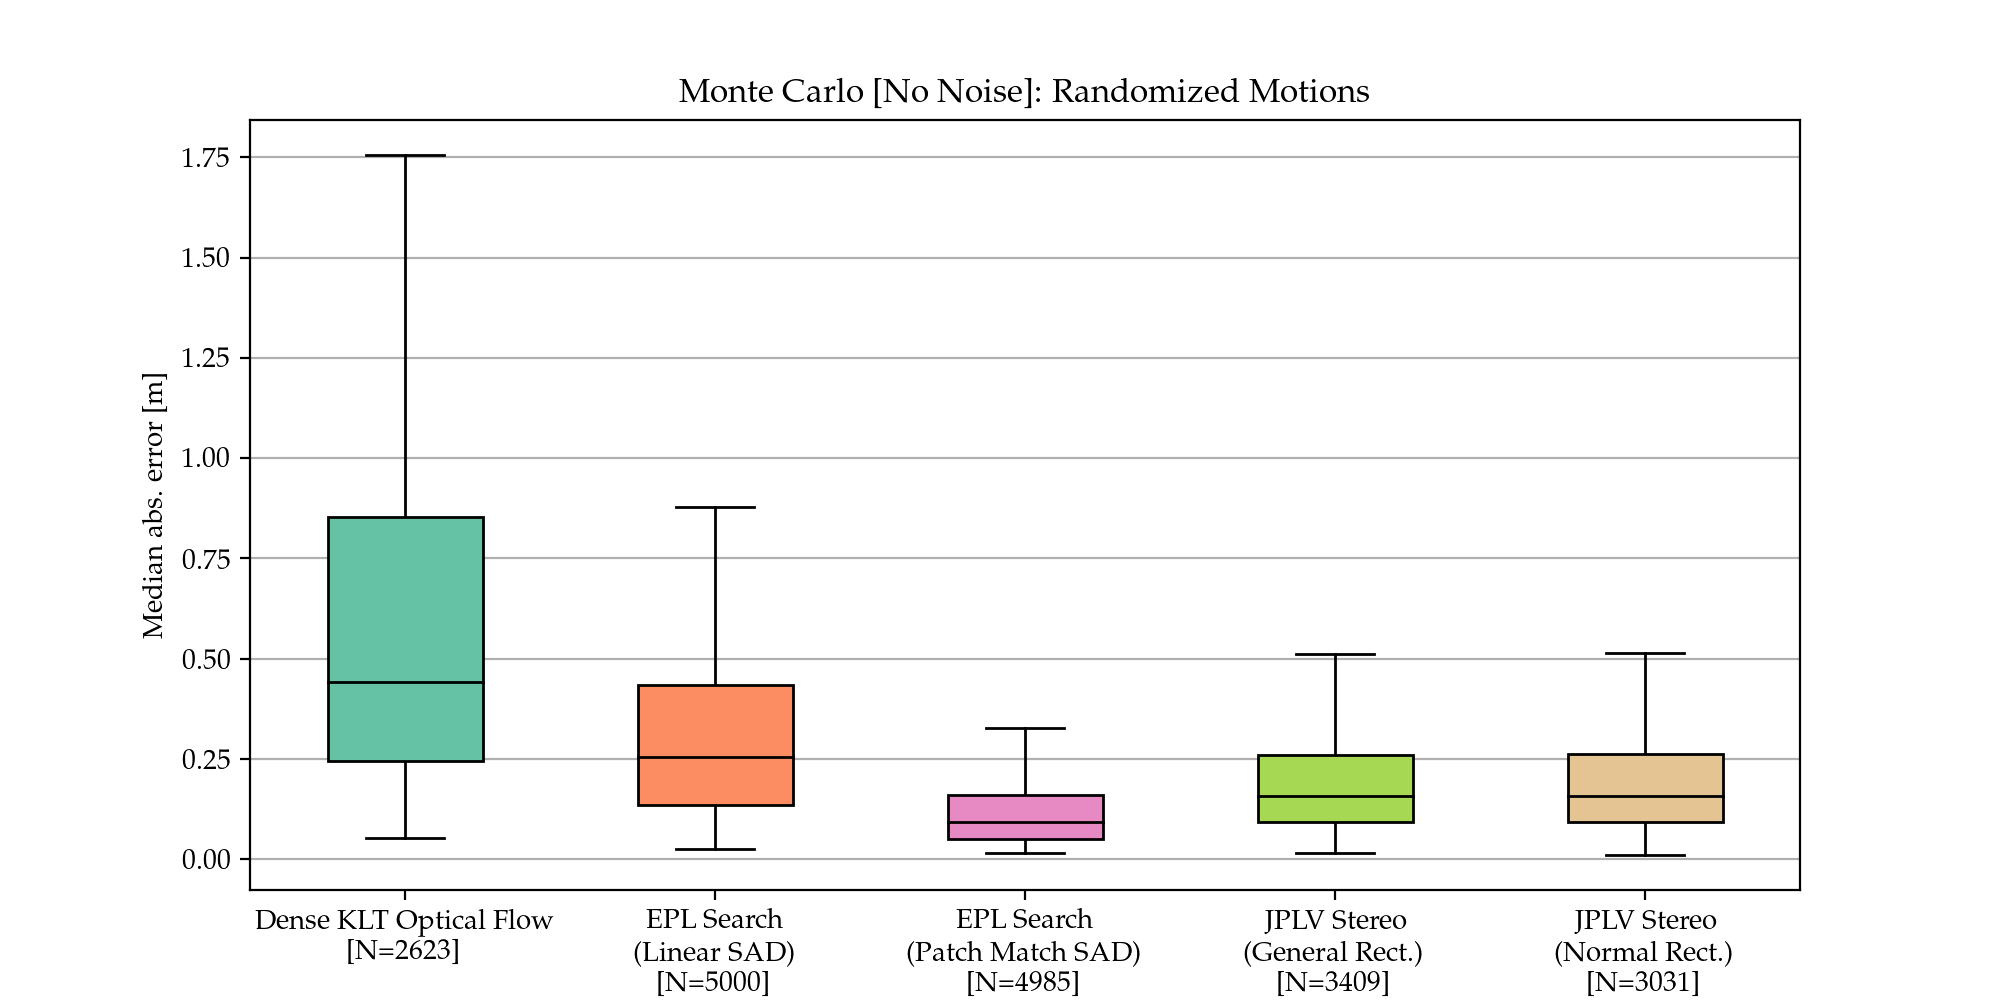 Monte Carlo [No Noise]: Randomized Motions
Median abs. error [m]
1.75
1.50
1.25
1.00
0.75
0.50
0.25
0.00
Dense KLT Optical Flow
[N=2623]
EPL Search
(Linear SAD)
[N=5000]
EPL Search
(Patch Match SAD)
[N=4985]
JPLV Stereo
(General Rect.)
[N=3409]
JPLV Stereo
(Normal Rect.)
[N=3031]